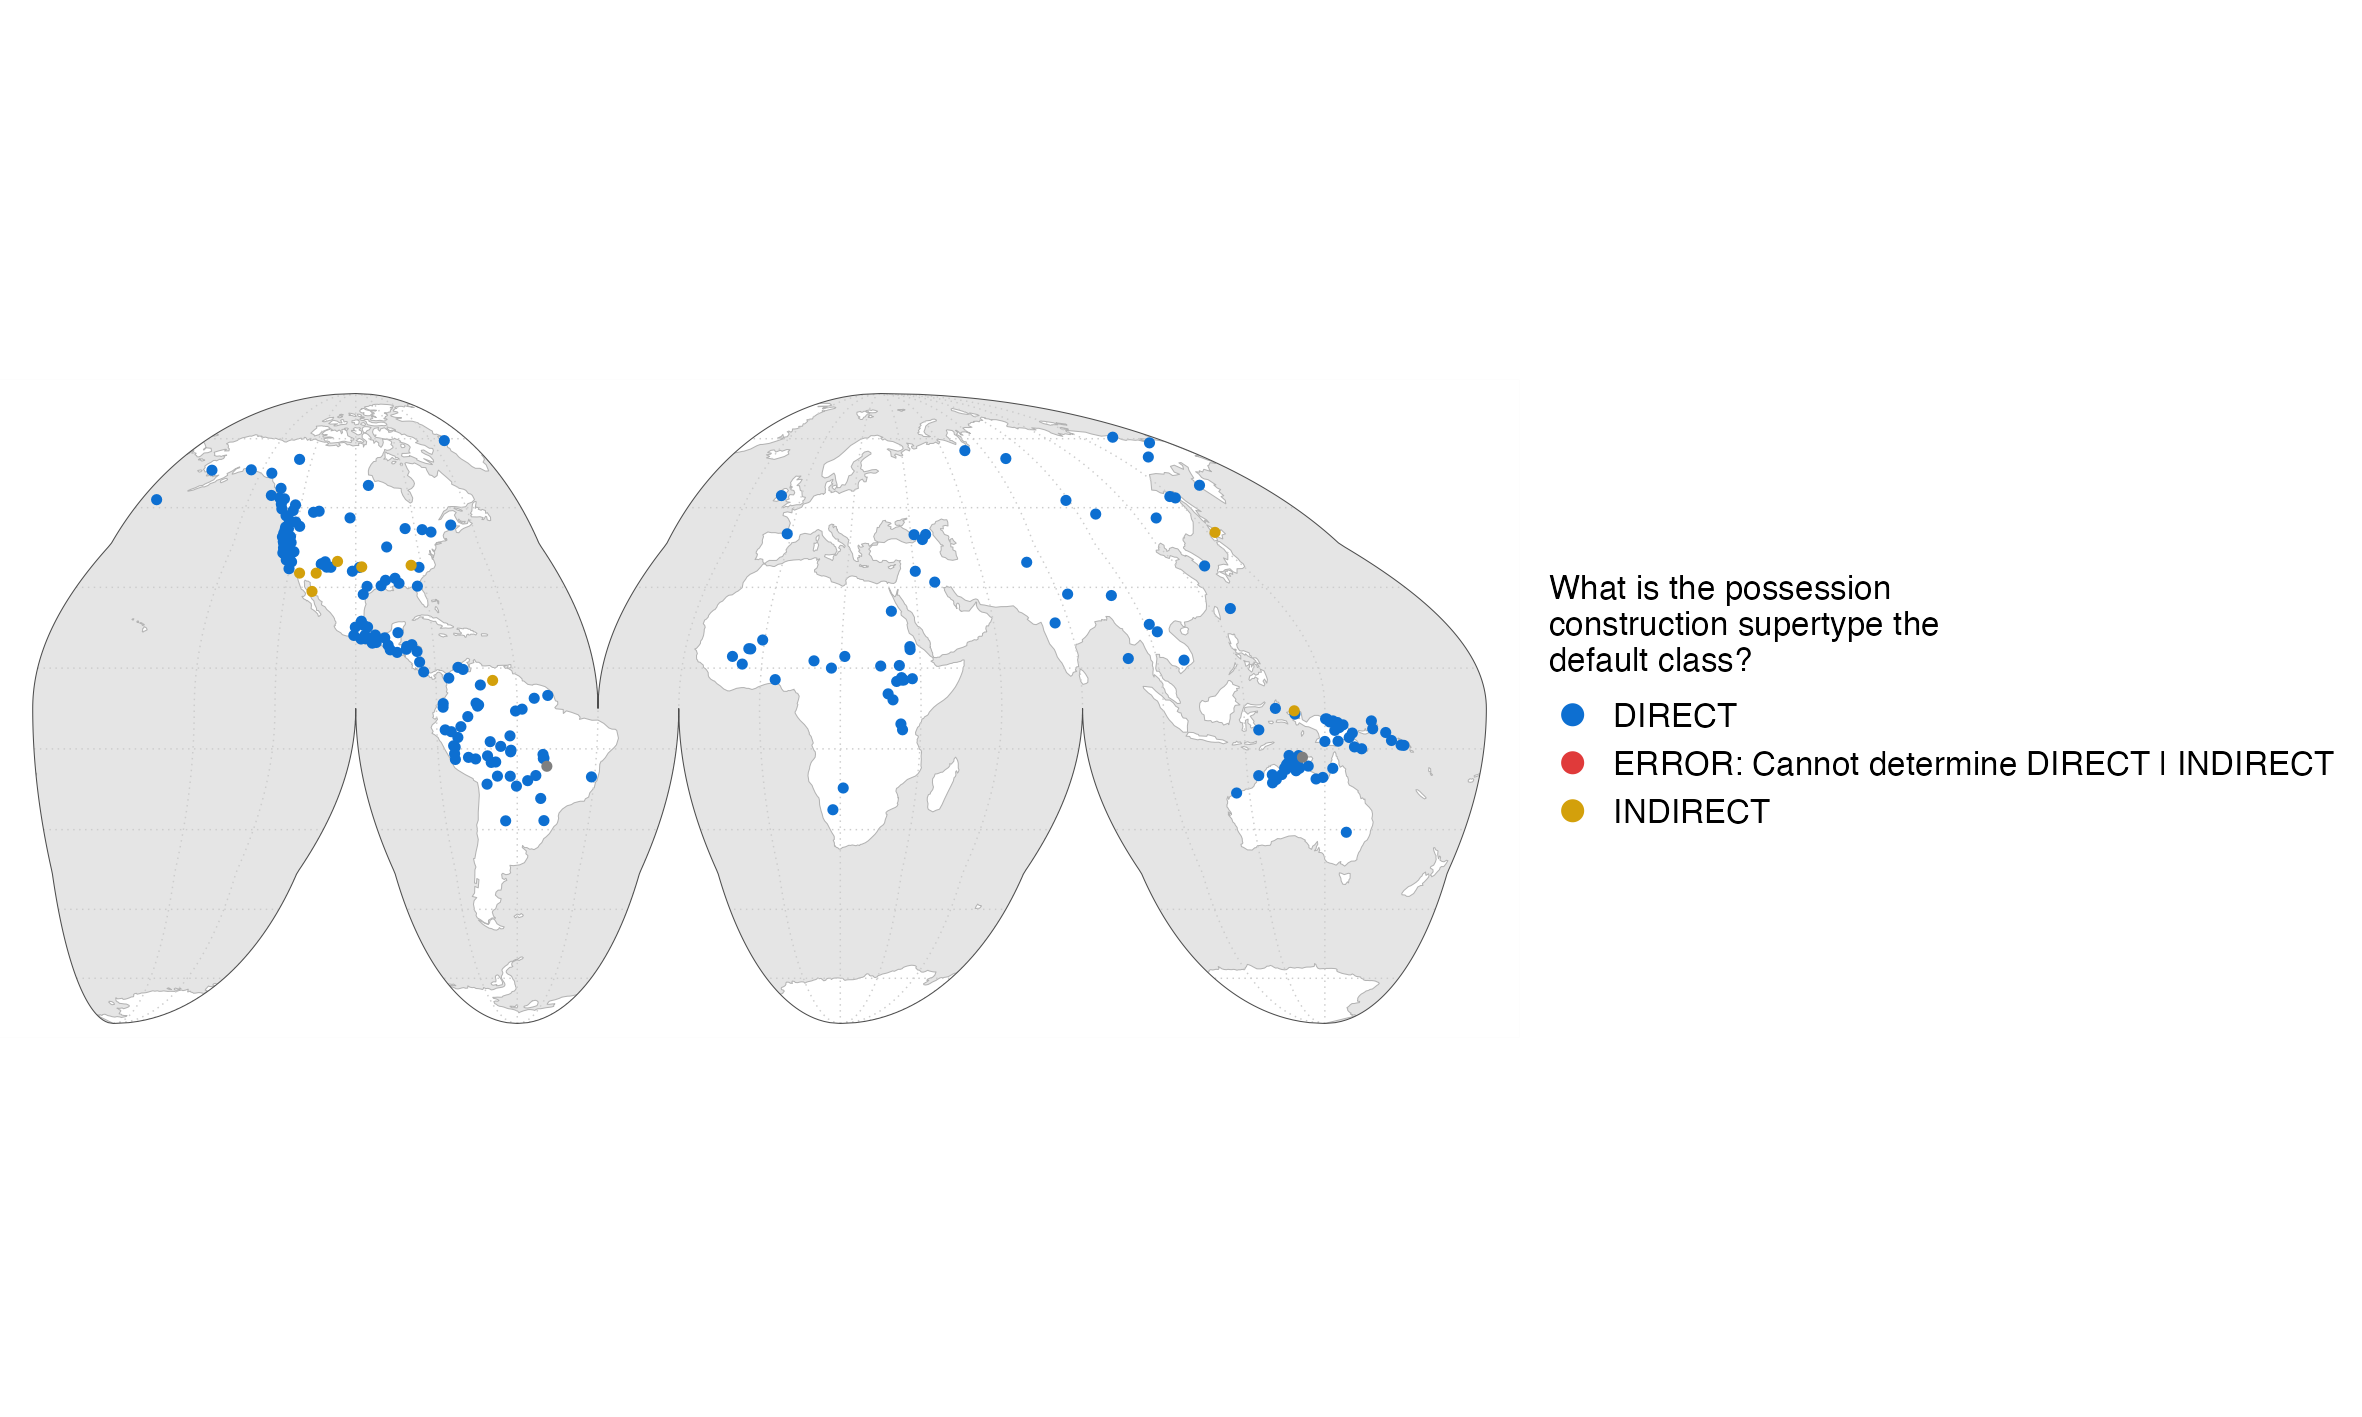 What is the possession
construction supertype the
default class?
DIRECT
ERROR: Cannot determine DIRECT | INDIRECT
INDIRECT